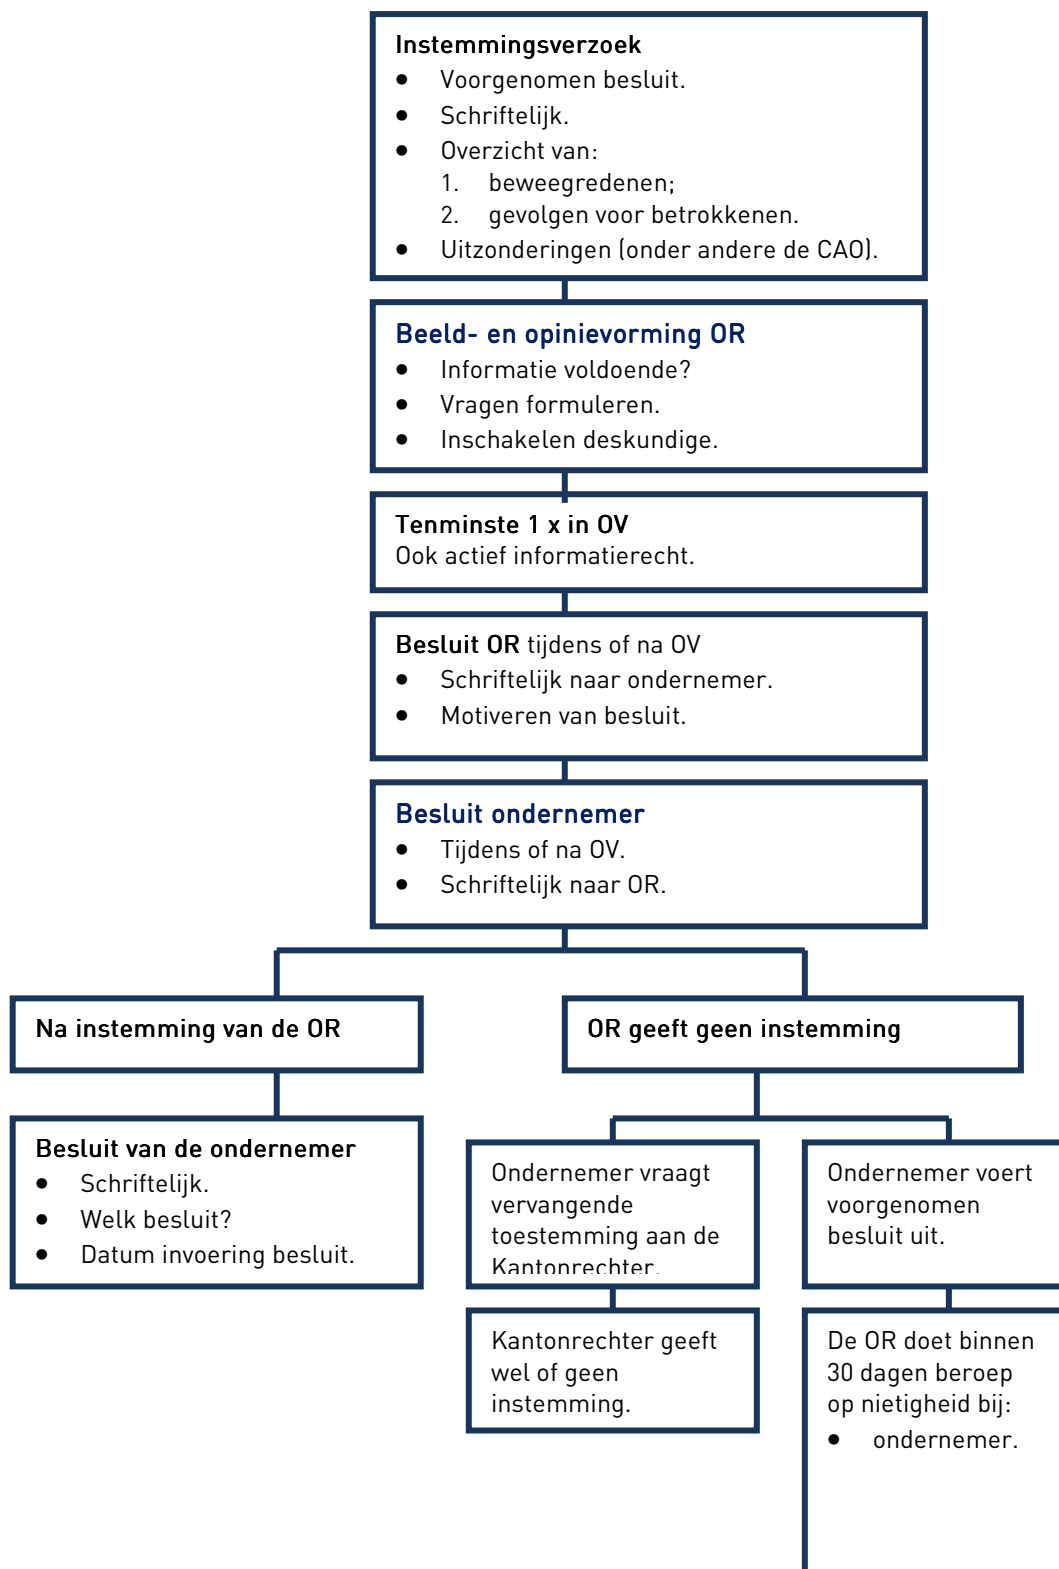 Instemmingsverzoek
● Voorgenomen besluit.
● Schriftelijk.
● Overzicht van:
1. beweegredenen;
2. gevolgen voor betrokkenen.
● Uitzonderingen (onder andere de CAO).
Beeld- en opinievorming OR
● Informatie voldoende?
● Vragen formuleren.
● Inschakelen deskundige.
Tenminste 1 x in OV
Ook actief informatierecht.
Besluit OR tijdens of na OV
● Schriftelijk naar ondernemer.
● Motiveren van besluit.
Besluit ondernemer
● Tijdens of na OV.
● Schriftelijk naar OR.
Na instemming van de OR
OR geeft geen instemming
Besluit van de ondernemer
● Schriftelijk.
● Welk besluit?
● Datum invoering besluit.
Ondernemer vraagt
vervangende
toestemming aan de
Kantonrechter.
Ondernemer voert
voorgenomen
besluit uit.
Kantonrechter geeft
wel of geen
instemming.
De OR doet binnen
30 dagen beroep
op nietigheid bij:
● ondernemer.